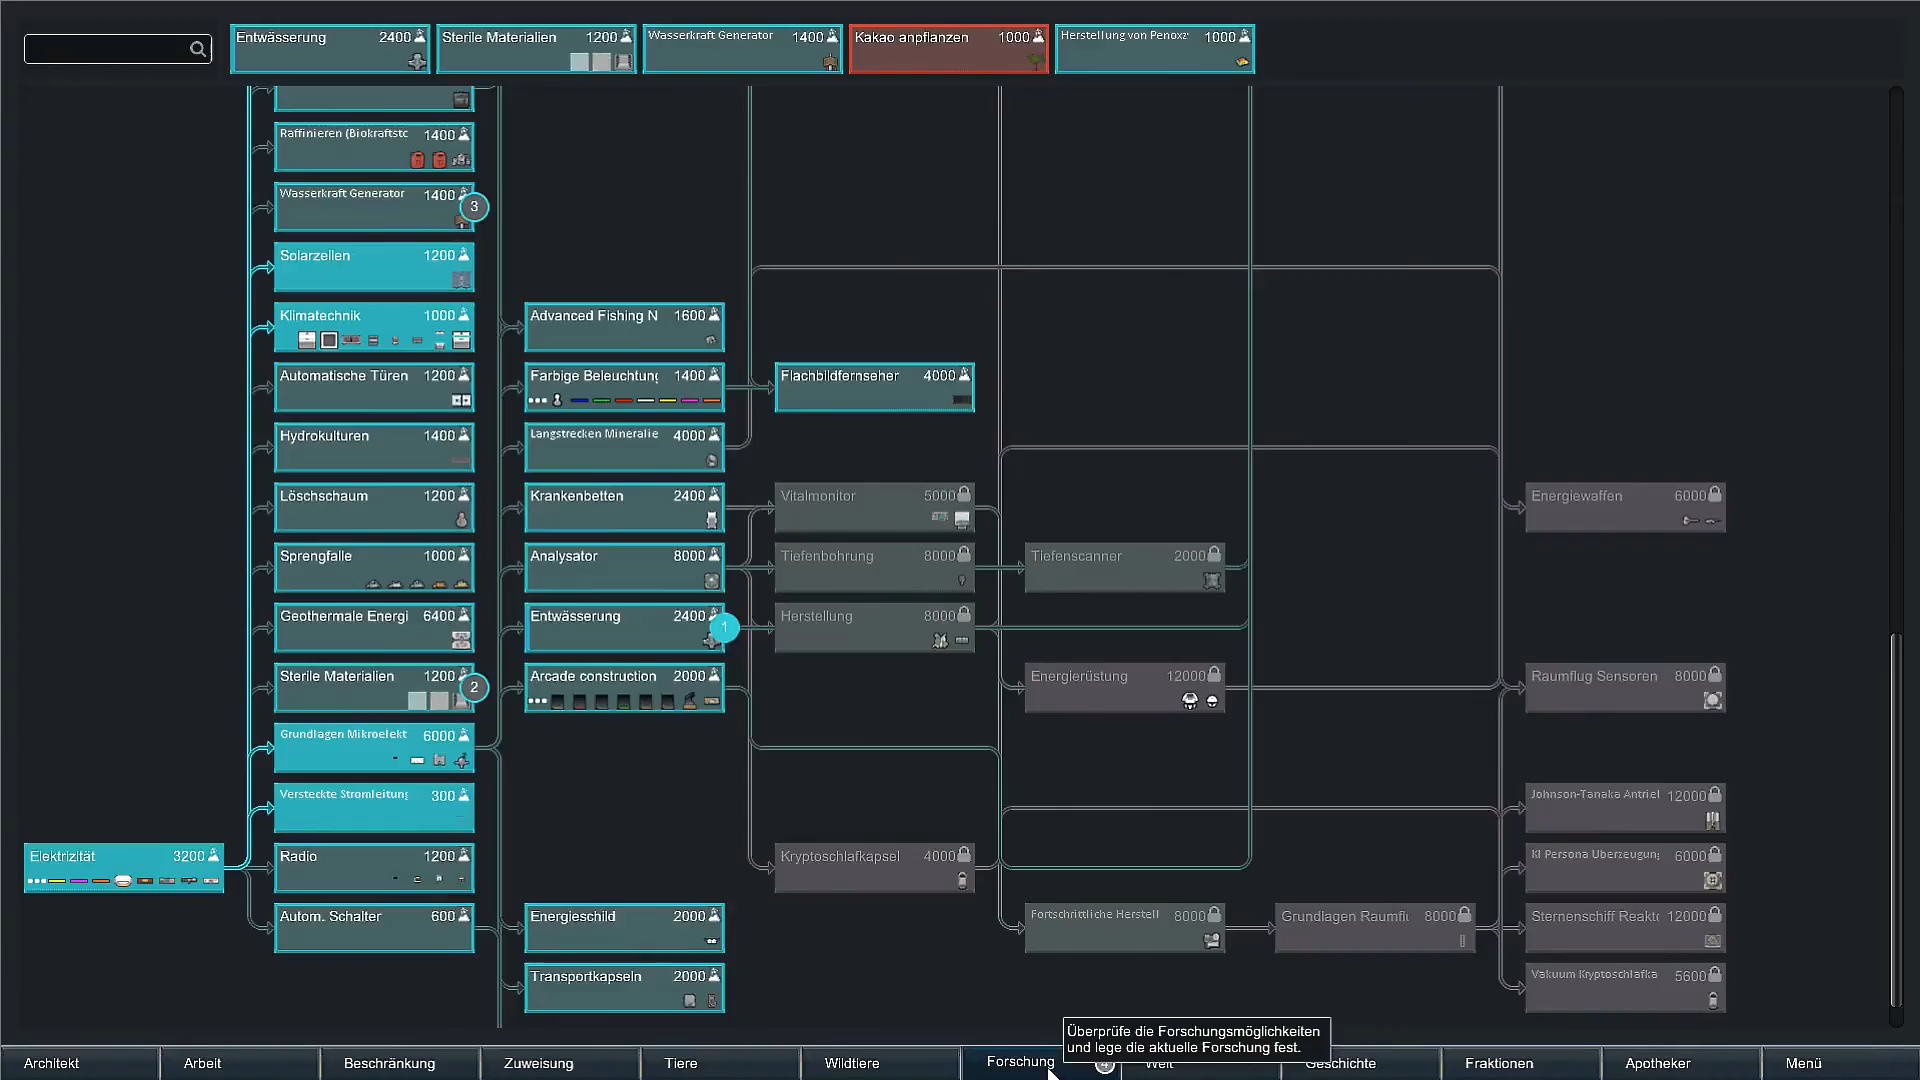 Entwässerung 2400
Sterile Materialien 1200
Wasserkraft Generator 1400
Kakao anpflanzen 1000
Herstellung von Penoxz 1000
Raffinieren (Biokraftstc 1400
Wasserkraft Generator 1400
3
Solarzellen 1200
Klimatechnik 1000
Advanced Fishing N 1600
Automatische Türen 1200
Farbige Beleuchtung 1400
Flachbildfernseher 4000
Hydrokulturen 1400
Langstrecken Mineralie 4000
Löschschaum 1200
Krankenbetten 2400
Vitalmonitor 5000
Energiewaffen 6000
Sprengfalle 1000
Analysator 8000
Tiefenbohrung 8000
Tiefenscanner 2000
Geothermale Energi 6400
Entwässerung 2400
1
Herstellung 8000
Sterile Materialien 1200
2
Arcade construction 2000
Energierüstung 12000
Raumflug Sensoren 8000
Grundlagen Mikroelekt 6000
Versteckte Stromleitung 300
Johnson-Tanaka Antriel 12000
Elektrizität 3200
Radio 1200
Kryptoschlafkapsel 4000
KI Persona Überzeugung 6000
Autom. Schalter 600
Energieschild 2000
Fortschrittliche Herstell 8000
Grundlagen Raumflu 8000
Sternenschiff Reakto 12000
Transportkapseln 2000
Vakuum Kryptoschlafka 5600
Überprüfe die Forschungsmöglichkeiten
und lege die aktuelle Forschung fest.
Architekt
Arbeit
Beschränkung
Zuweisung
Tiere
Wildtiere
Forschung
4
Welt
Geschichte
Fraktionen
Apotheker
Menü